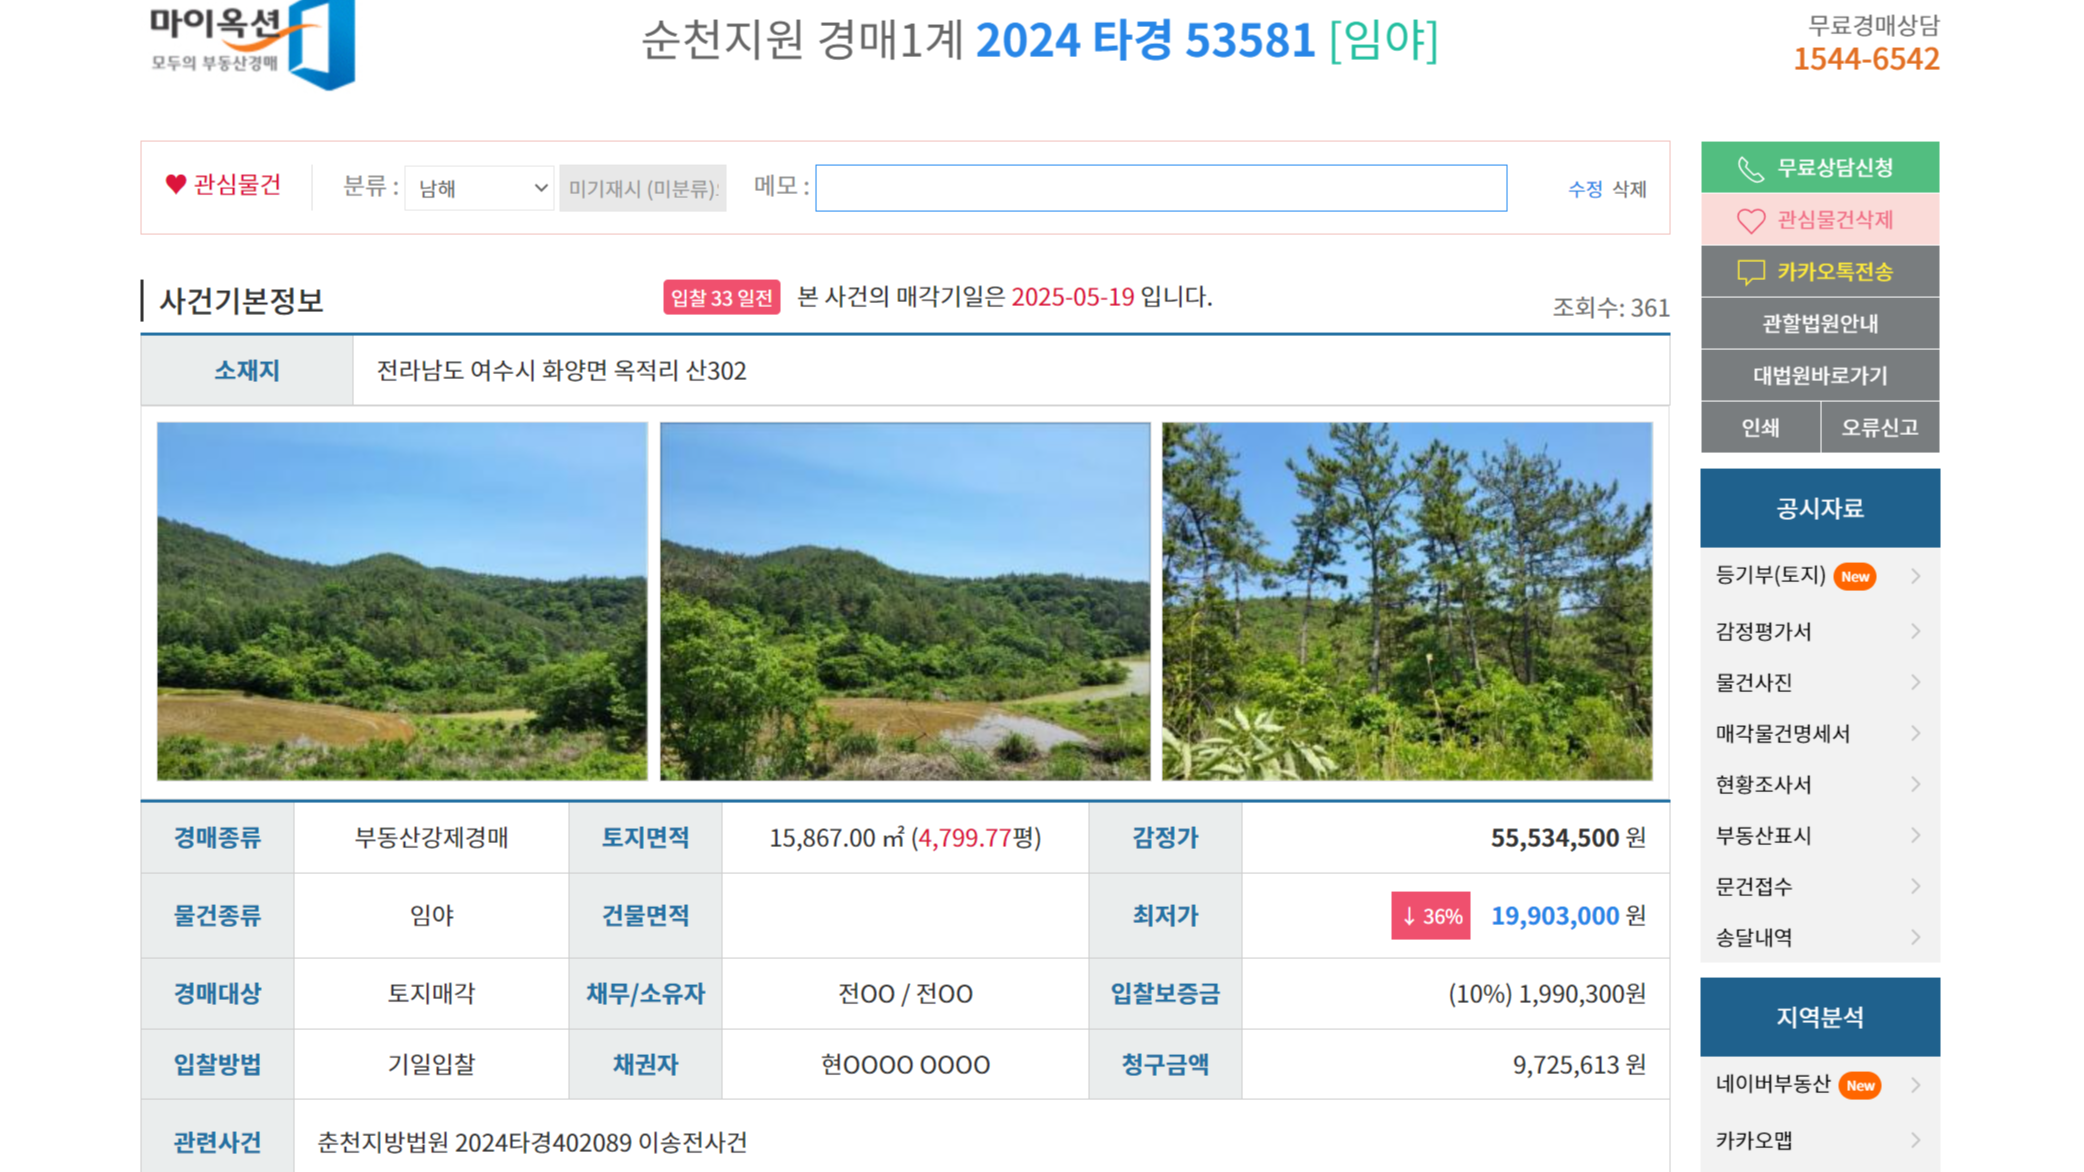 마이옥션
모두의 부동산경매
순천지원 경매1계 2024 타경 53581 [임야]
무료경매상담
1544-6542
관심물건
분류 : 남해 미기재시 (미분류): 메모 :
수정 삭제
무료상담신청
관심물건삭제
카카오톡전송
관할법원안내
대법원바로가기
인쇄 오류신고
사건기본정보
입찰 33 일전 본 사건의 매각기일은 2025-05-19 입니다.
조회수: 361
소재지 전라남도 여수시 화양면 옥적리 산302
경매종류 부동산강제경매 토지면적 15,867.00 ㎡ (4,799.77평) 감정가 55,534,500 원
물건종류 임야 건물면적 최저가 ↓ 36% 19,903,000 원
경매대상 토지매각 채무/소유자 전OO / 전OO 입찰보증금 (10%) 1,990,300원
입찰방법 기일입찰 채권자 현OOOO OOOO 청구금액 9,725,613 원
관련사건 춘천지방법원 2024타경402089 이송전사건
공시자료
등기부(토지) New
감정평가서
물건사진
매각물건명세서
현황조사서
부동산표시
문건접수
송달내역
지역분석
네이버부동산 New
카카오맵